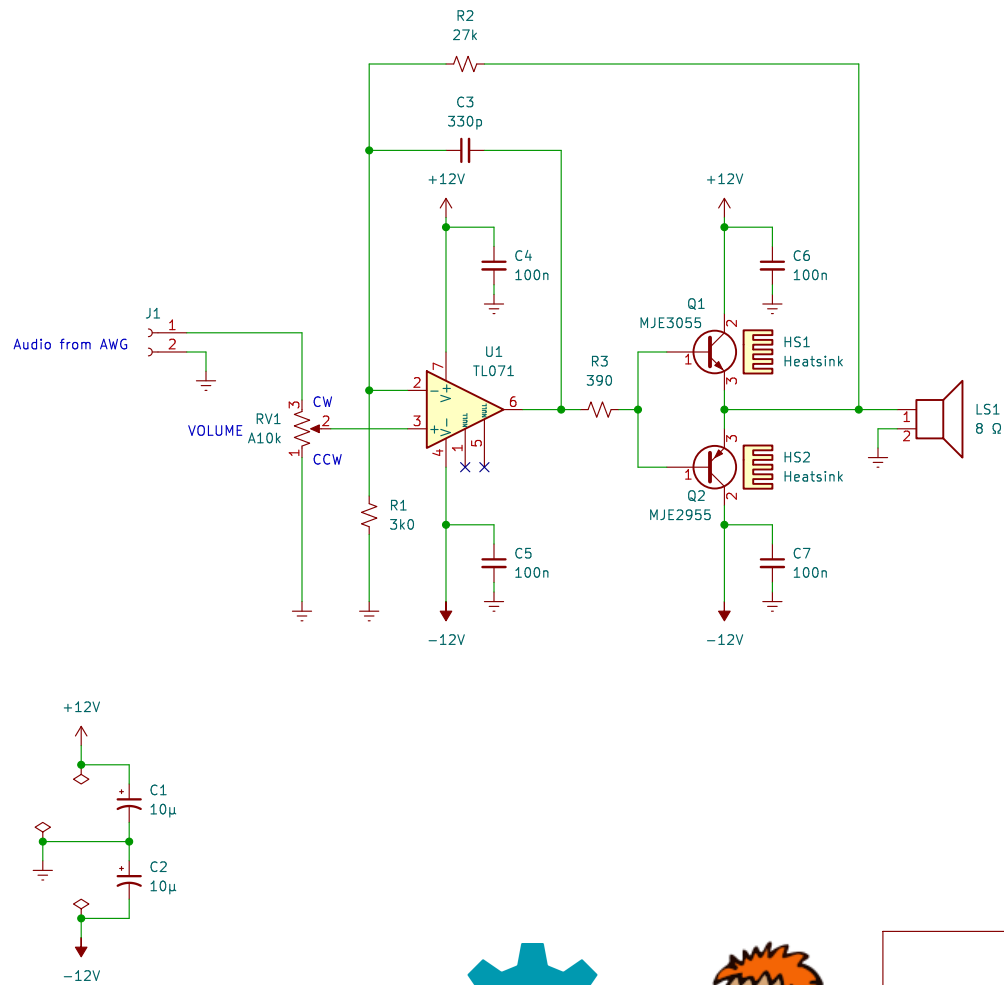 R2
27k
C3
330p
+12V
+12V
C4
100n
C6
100n
J1
1
2
Audio from AWG
Q1
MJE3055
2
1
3
HS1
Heatsink
U1
TL071
7
2
V+
NULL
NULL
6
3
V-
4
1
5
R3
390
3
CW
RV1
A10k
2
VOLUME
1
CCW
LS1
8 Ω
1
2
3
1
2
HS2
Heatsink
Q2
MJE2955
R1
3k0
C5
100n
C7
100n
-12V
-12V
+12V
+
C1
10µ
+
C2
10µ
-12V